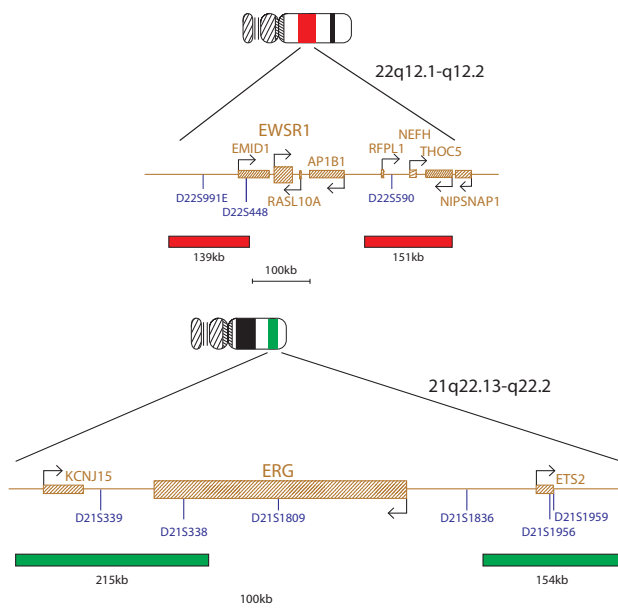 22q12.1-q12.2
EWSR1
NEFH
EMID1
AP1B1
RFPL1
THOC5
D22S991E
RASL10A
D22S590
NIPSNAP1
D22S448
139kb
151kb
100kb
21q22.13-q22.2
KCNJ15
ERG
ETS2
D21S339
D21S338
D21S1809
D21S1836
D21S1959
D21S1956
215kb
154kb
100kb